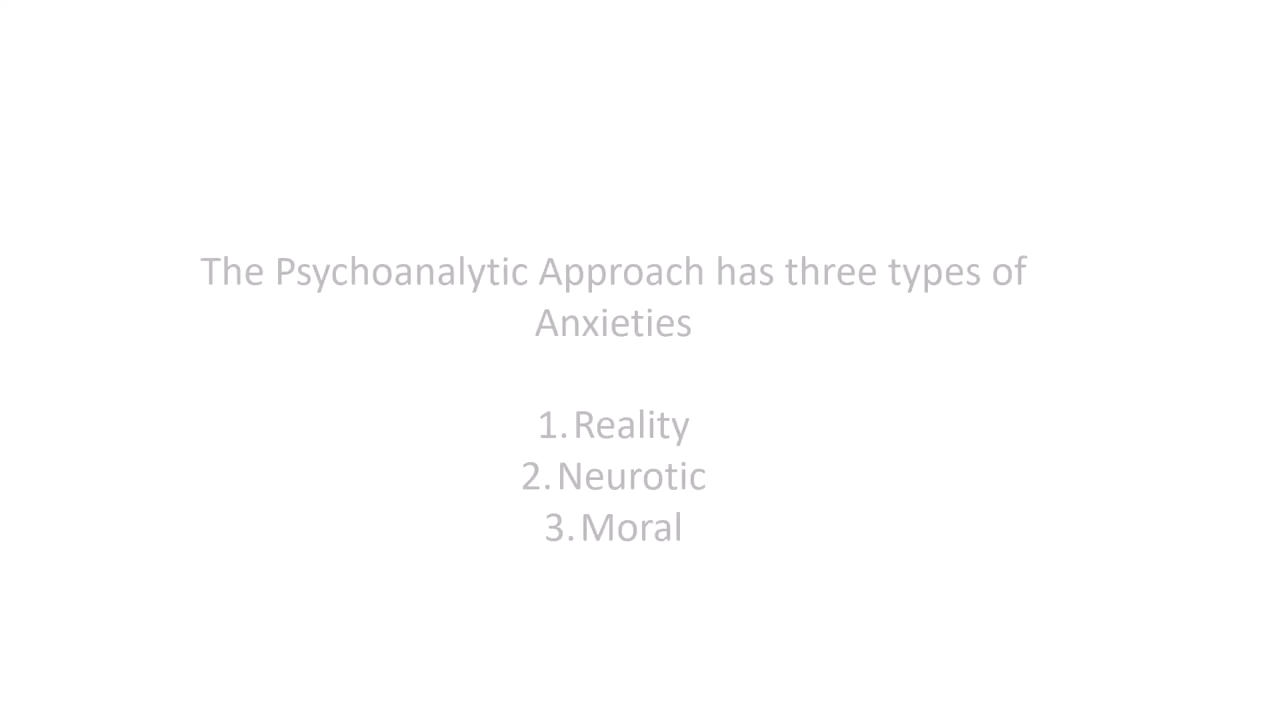 The Psychoanalytic Approach has three types of
Anxieties
1. Reality
2. Neurotic
3. Moral